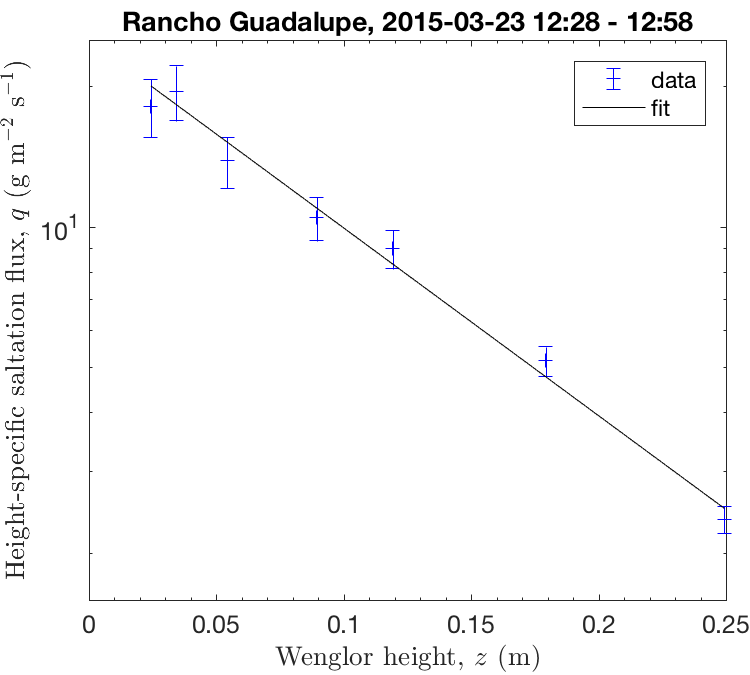 Rancho Guadalupe, 2015-03-23 12:28 - 12:58
data
fit
Height-specific saltation flux, q (g m⁻² s⁻¹)
10¹
0 0.05 0.1 0.15 0.2 0.25
Wenglor height, z (m)